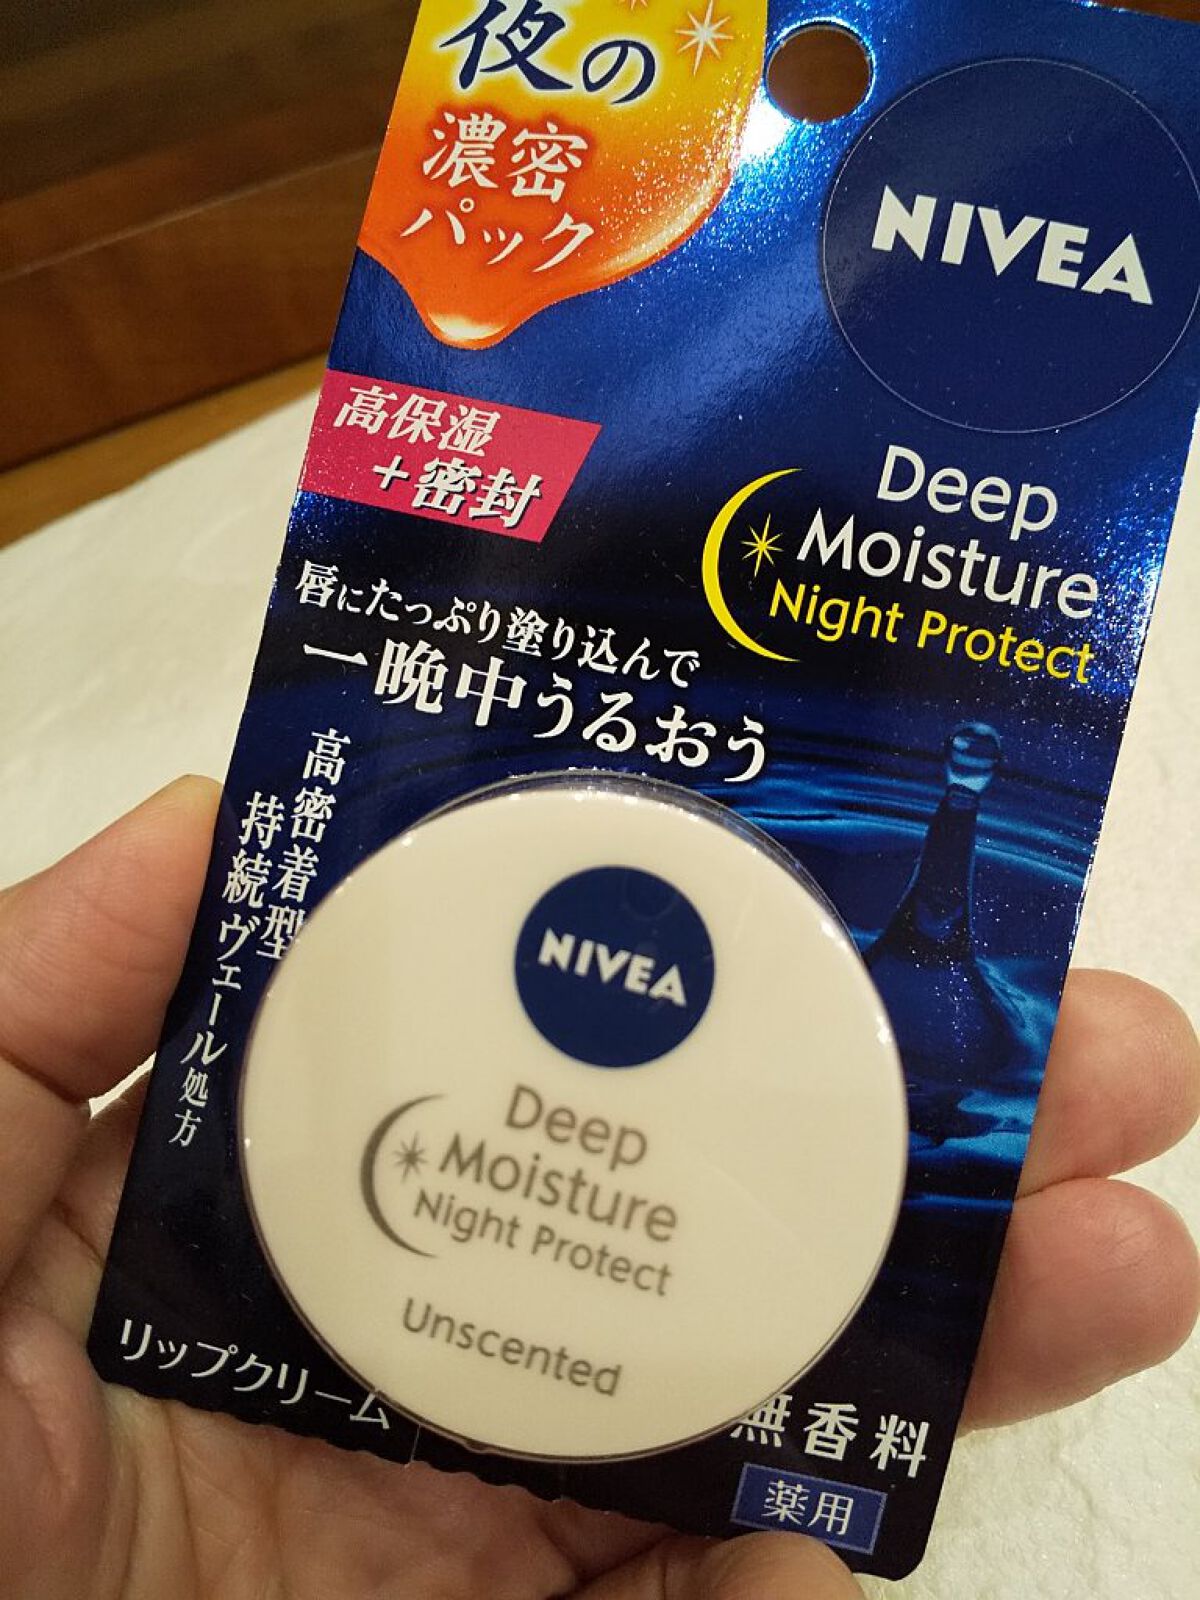 夜の
濃密
パック
NIVEA
高保湿
+密封
Deep
Moisture
Night Protect
唇にたっぷり塗り込んで
一晩中うるおう
高密着型
持続ヴェール処方
NIVEA
Deep
Moisture
Night Protect
Unscented
リップクリーム
無香料
薬用